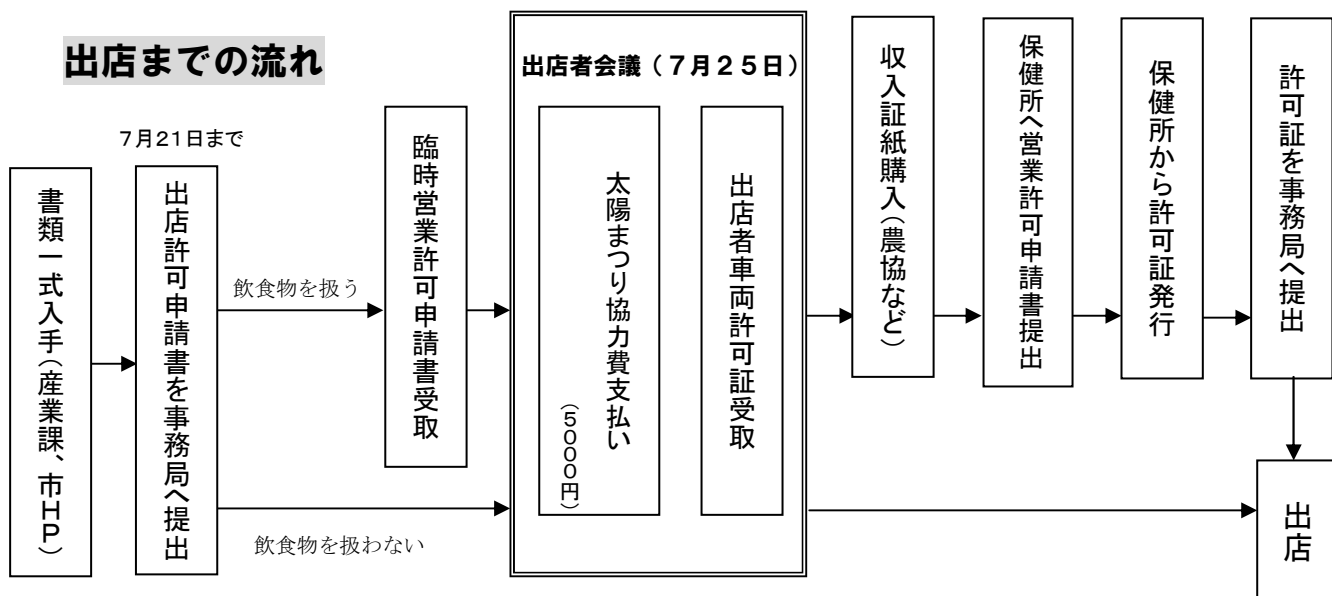 出店までの流れ
7月21日まで
書類一式入手（産業課、市ＨＰ）
出店許可申請書を事務局へ提出
飲食物を扱う
飲食物を扱わない
臨時営業許可申請書受取
出店者会議（７月２５日）
太陽まつり協力費支払い
（５０００円）
出店者車両許可証受取
収入証紙購入（農協など）
保健所へ営業許可申請書提出
保健所から許可証発行
許可証を事務局へ提出
出店